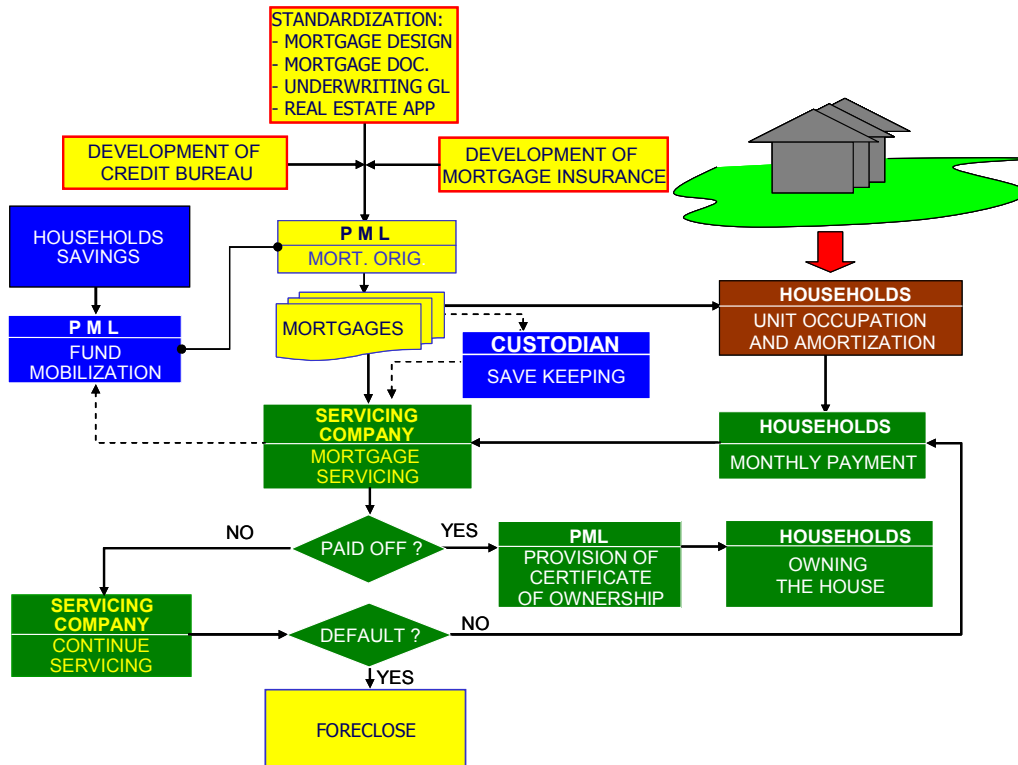 STANDARDIZATION:
- MORTGAGE DESIGN
- MORTGAGE DOC.
- UNDERWRITING GL
- REAL ESTATE APP
DEVELOPMENT OF
CREDIT BUREAU
DEVELOPMENT OF
MORTGAGE INSURANCE
HOUSEHOLDS
SAVINGS
P M L
MORT. ORIG
P M L
FUND
MOBILIZATION
MORTGAGES
CUSTODIAN
SAVE KEEPING
HOUSEHOLDS
UNIT OCCUPATION
AND AMORTIZATION
SERVICING
COMPANY
MORTGAGE
SERVICING
HOUSEHOLDS
MONTHLY PAYMENT
NO
PAID OFF ?
YES
PML
PROVISION OF
CERTIFICATE
OF OWNERSHIP
HOUSEHOLDS
OWNING
THE HOUSE
SERVICING
COMPANY
CONTINUE
SERVICING
DEFAULT ?
NO
YES
FORECLOSE